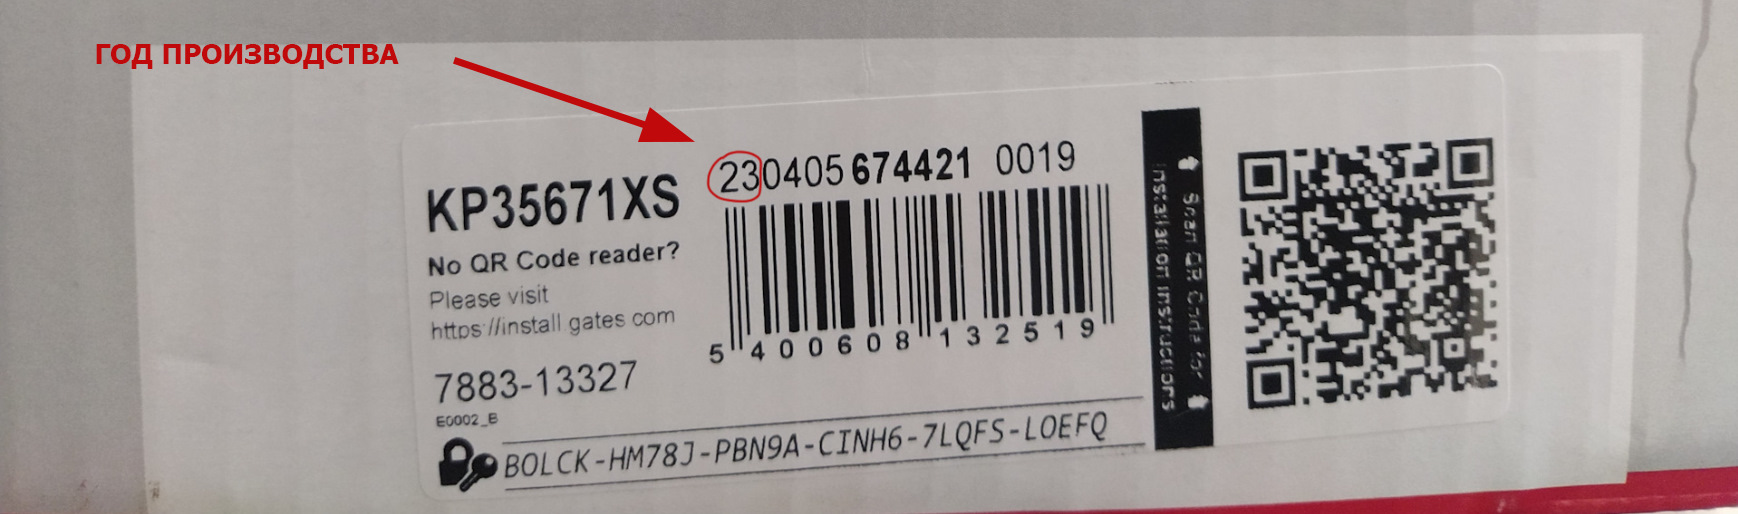 ГОД ПРОИЗВОДСТВА
230405 674421 0019
KP35671XS
No QR Code reader?
Please visit
https://install.gates.com
5 400608 132519
7883-13327
E0002_B
BOLCK-HM78J-PBN9A-CINH6-7LQFS-LOEFQ
Scan QR Code for
installation instructions